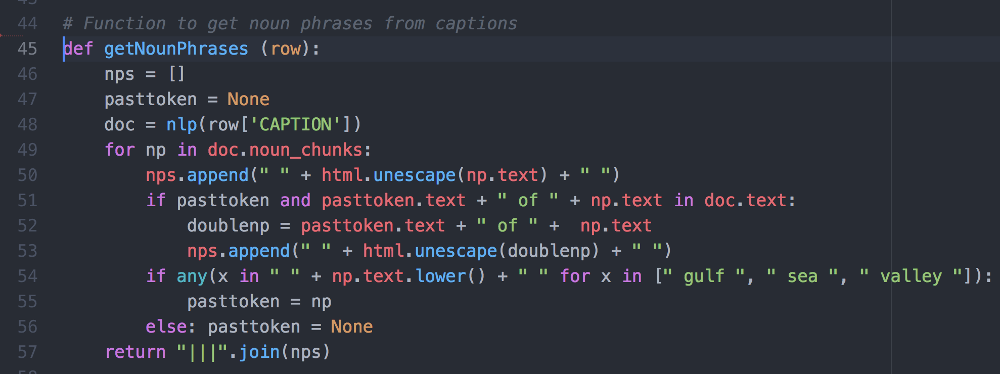 44 # Function to get noun phrases from captions
45 def getNounPhrases (row):
46     nps = []
47     pasttoken = None
48     doc = nlp(row['CAPTION'])
49     for np in doc.noun_chunks:
50         nps.append(" " + html.unescape(np.text) + " ")
51         if pasttoken and pasttoken.text + " of " + np.text in doc.text:
52             doublenp = pasttoken.text + " of " +  np.text
53             nps.append(" " + html.unescape(doublenp) + " ")
54         if any(x in " " + np.text.lower() + " " for x in [" gulf ", " sea ", " valley "]):
55             pasttoken = np
56         else: pasttoken = None
57     return "|||".join(nps)